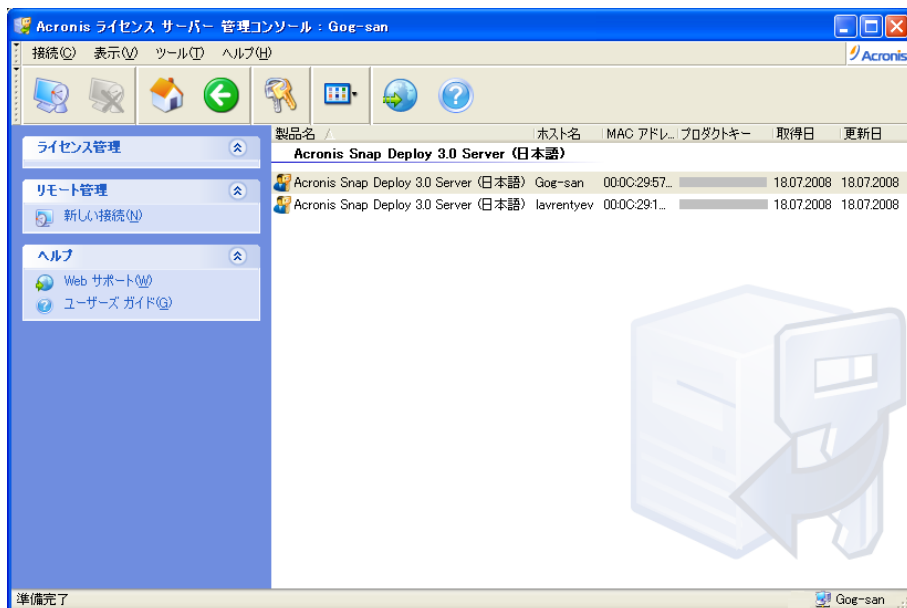 Acronis ライセンス サーバー 管理コンソール : Gog-san
接続(C) 表示(V) ツール(T) ヘルプ(H)
Acronis
ライセンス管理
リモート管理
新しい接続(N)
ヘルプ
Web サポート(W)
ユーザーズ ガイド(G)
製品名 ホスト名 MAC アドレ... プロダクトキー 取得日 更新日
Acronis Snap Deploy 3.0 Server (日本語)
Acronis Snap Deploy 3.0 Server (日本語) Gog-san 00:0C:29:57... 18.07.2008 18.07.2008
Acronis Snap Deploy 3.0 Server (日本語) lavrentyev 00:0C:29:1... 18.07.2008 18.07.2008
準備完了 Gog-san